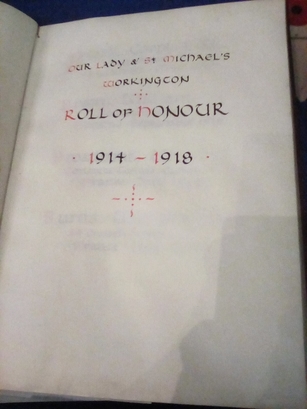 OUR LADY & St MICHAEL'S
WORKINGTON
ROLL OF HONOUR
· 1914 ~ 1918 ·